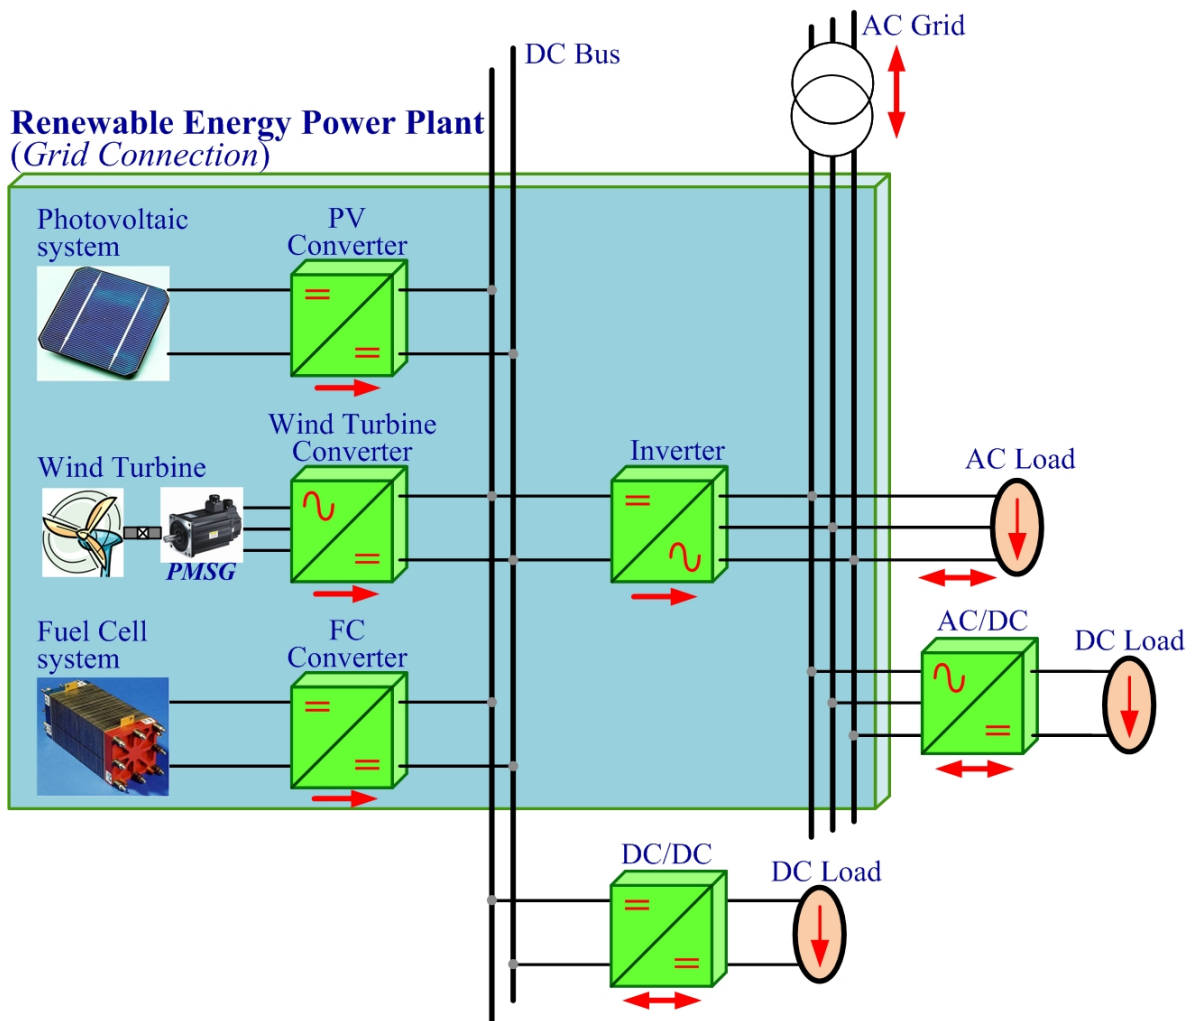 AC Grid
DC Bus
Renewable Energy Power Plant
(Grid Connection)
Photovoltaic
system
PV
Converter
Wind Turbine
Converter
Inverter
AC Load
Wind Turbine
PMSG
Fuel Cell
system
FC
Converter
AC/DC
DC Load
DC/DC
DC Load